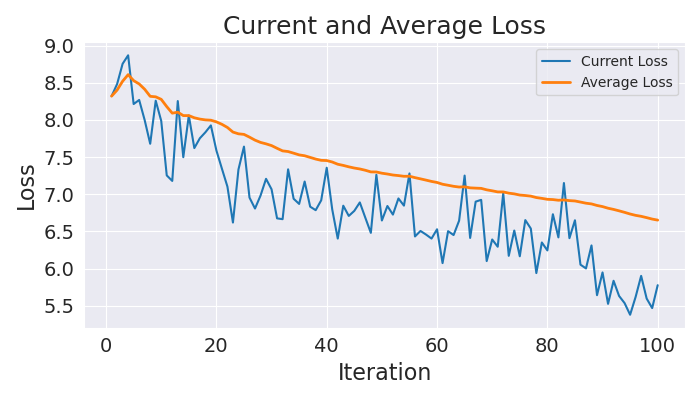 Current and Average Loss
Current Loss
Average Loss
Loss
9.0
8.5
8.0
7.5
7.0
6.5
6.0
5.5
0 20 40 60 80 100
Iteration